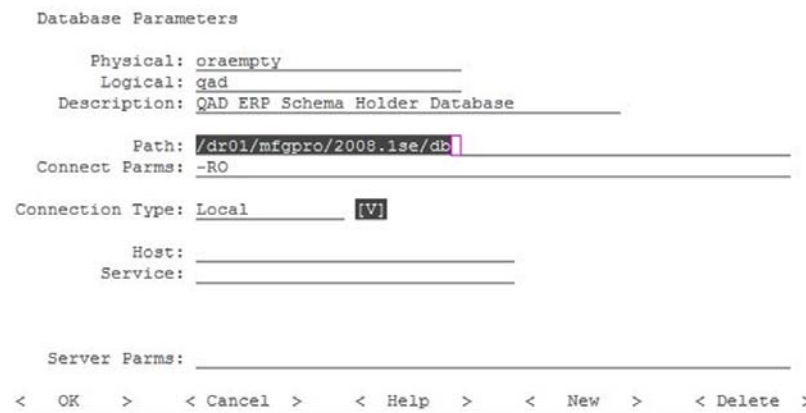 Database Parameters
Physical: oraempty
Logical: qad
Description: QAD ERP Schema Holder Database
Path: /dr01/mfgpro/2008.1se/db
Connect Parms: -RO
Connection Type: Local [V]
Host:
Service:
Server Parms:
< OK > < Cancel > < Help > < New > < Delete >